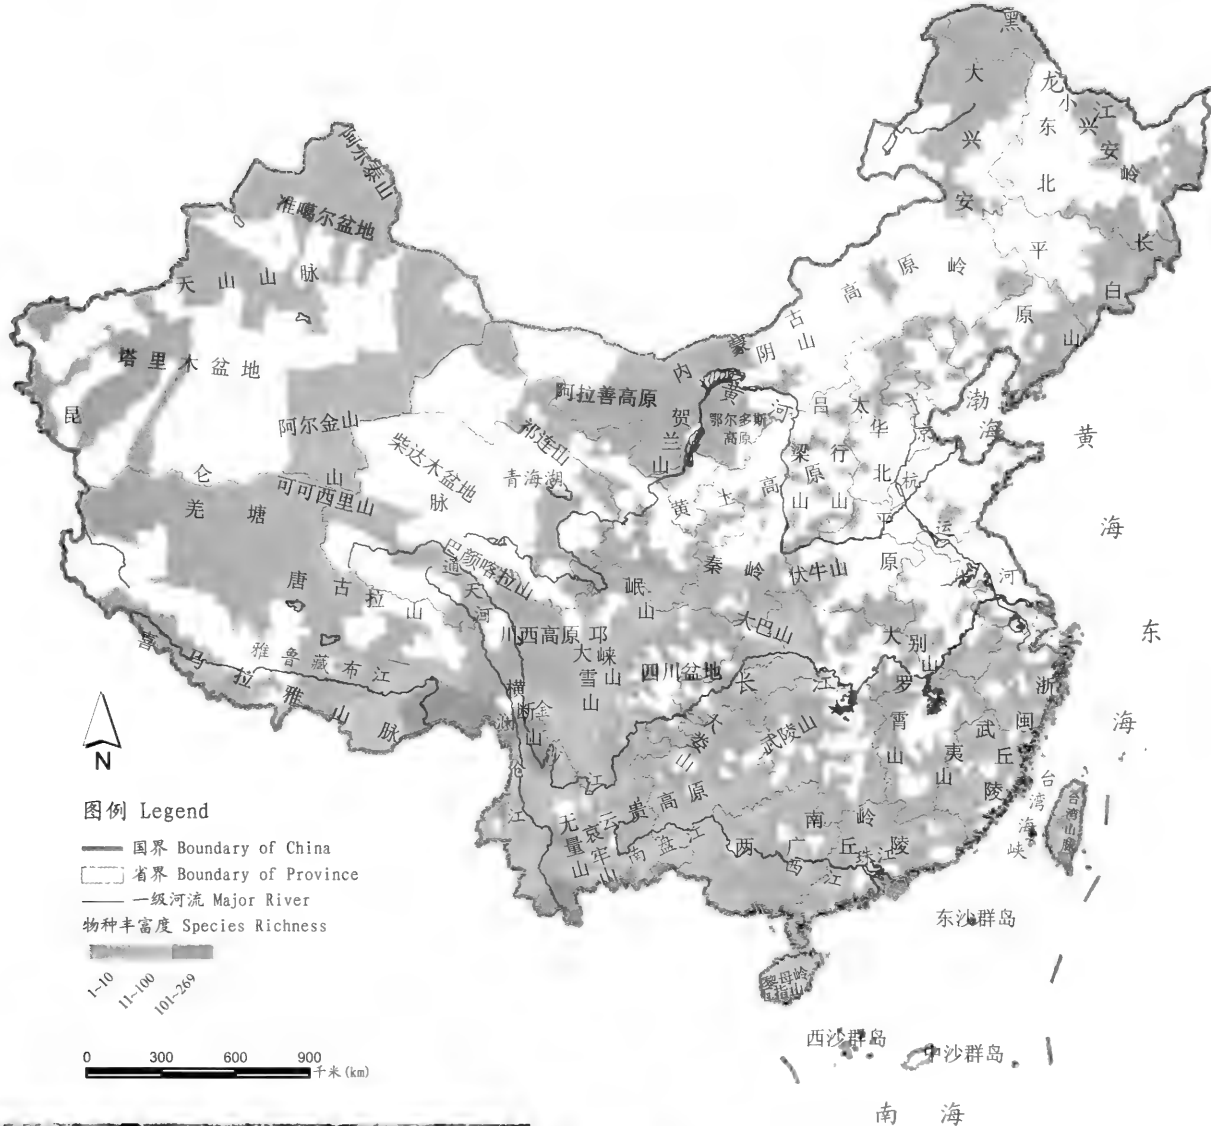 黑
龙
江
大
兴
安
岭
小
兴
安
岭
东
北
平
原
长
白
山
阿尔泰山
准噶尔盆地
天山山脉
塔里木盆地
昆
仑
山
脉
阿尔金山
阿拉善高原
祁连山
柴达木盆地
青海湖
可可西里山
羌塘
内
蒙
古
高
原
阴
山
贺
兰
山
黄
河
鄂尔多斯
高原
吕
梁
山
太
行
山
华
北
平
原
京
杭
运
河
渤
海
黄
海
东
海
黄土高原
秦岭
伏牛山
巴颜喀拉山
通
天
河
唐古拉山
岷
山
大巴山
川西高原
邛
崃
山
大
雪
山
四川盆地
雅鲁藏布江
喜马拉雅山脉
横
断
山
金
沙
江
澜
沧
江
长江
大
别
山
罗
霄
山
武陵山
大
娄
山
武
夷
山
浙
闽
丘
陵
云贵高原
无
量
山
哀
牢
山
南盘江
南岭
两广丘陵
西江
珠江
台
湾
海
峡
台
湾
山
脉
东沙群岛
黎母岭
五指山
西沙群岛
中沙群岛
南海
N
图例 Legend
国界 Boundary of China
省界 Boundary of Province
一级河流 Major River
物种丰富度 Species Richness
1~10
11~100
101~269
0 300 600 900
千米(km)